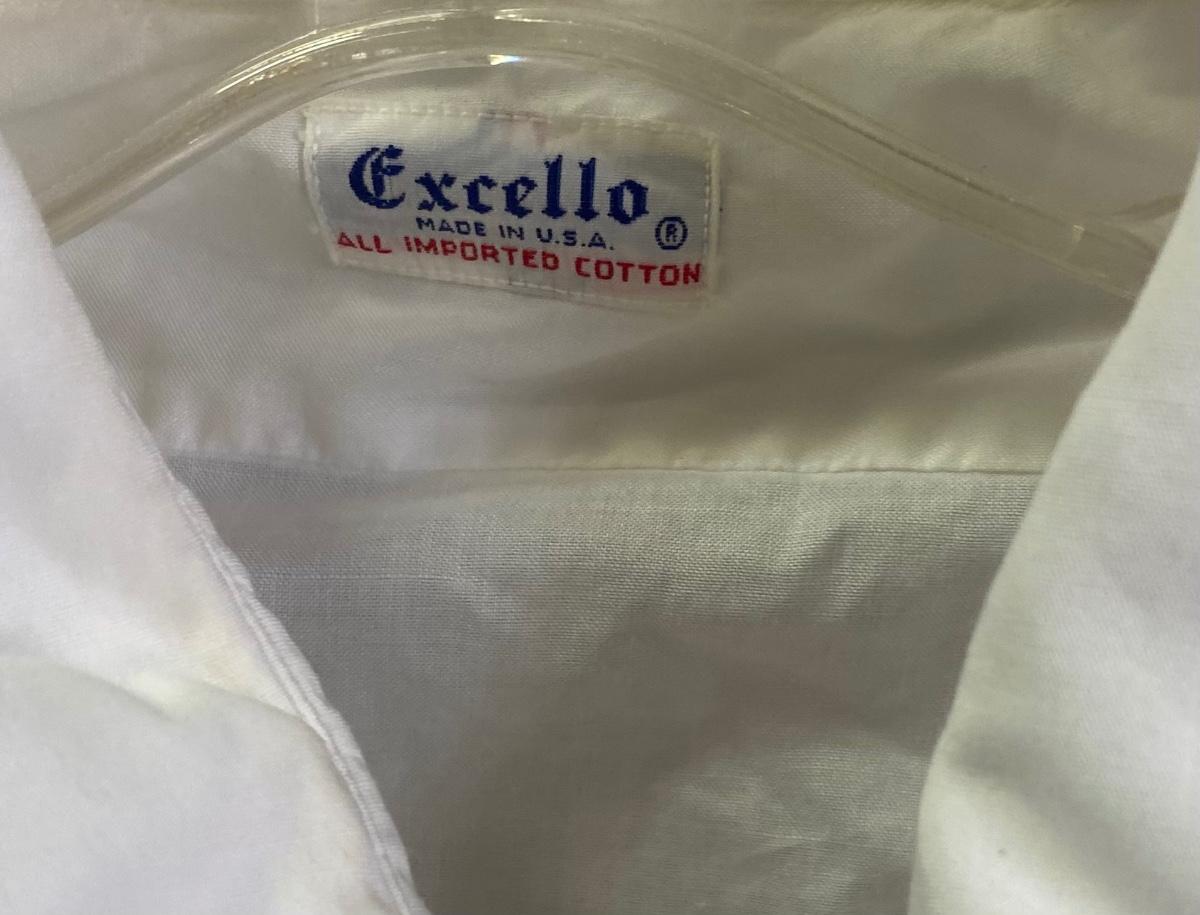 Excello
MADE IN U.S.A. ®
ALL IMPORTED COTTON